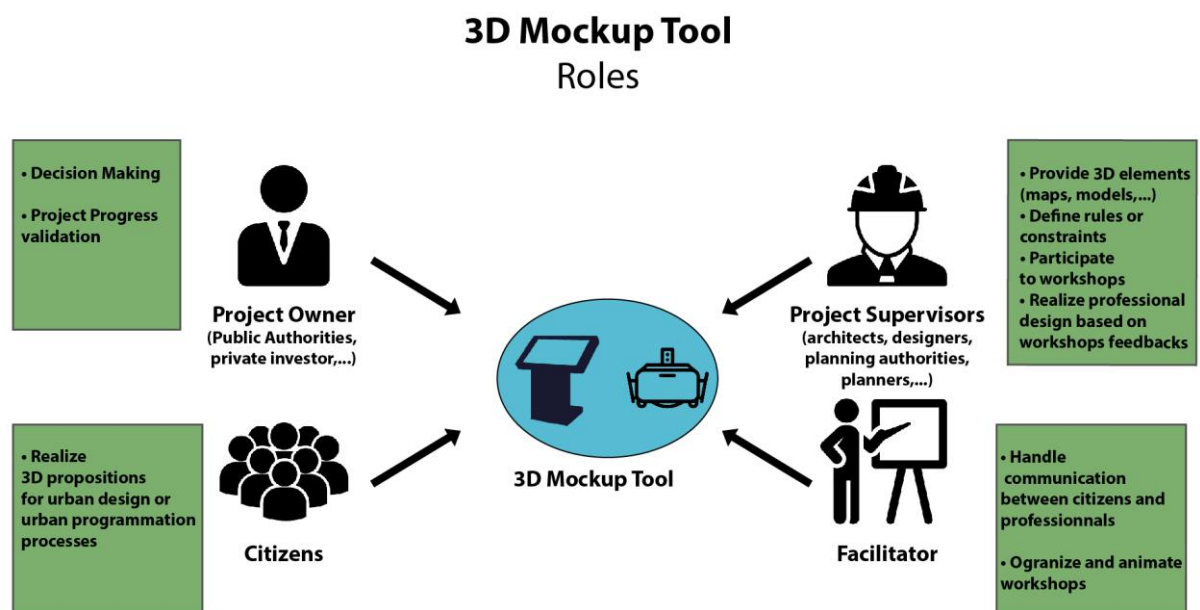 3D Mockup Tool
Roles
• Decision Making
• Project Progress
validation
Project Owner
(Public Authorities,
private investor,...)
Project Supervisors
(architects, designers,
planning authorities,
planners,...)
• Provide 3D elements
(maps, models,...)
• Define rules or
constraints
• Participate
to workshops
• Realize professional
design based on
workshops feedbacks
3D Mockup Tool
• Realize
3D propositions
for urban design or
urban programmation
processes
Citizens
Facilitator
• Handle
communication
between citizens and
professionnals
• Ogranize and animate
workshops